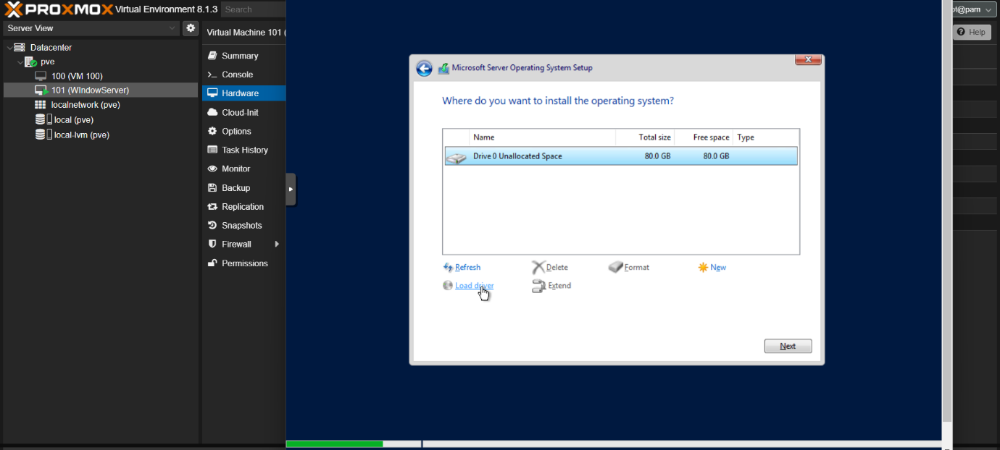 PROXMOX Virtual Environment 8.1.3 Search
Server View
Datacenter
pve
100 (VM 100)
101 (WIndowServer)
localnetwork (pve)
local (pve)
local-lvm (pve)
Virtual Machine 101 (
Summary
Console
Hardware
Cloud-Init
Options
Task History
Monitor
Backup
Replication
Snapshots
Firewall
Permissions
Microsoft Server Operating System Setup
Where do you want to install the operating system?
Name Total size Free space Type
Drive 0 Unallocated Space 80.0 GB 80.0 GB
Refresh Delete Format New
Load driver Extend
Next
t@pam
Help